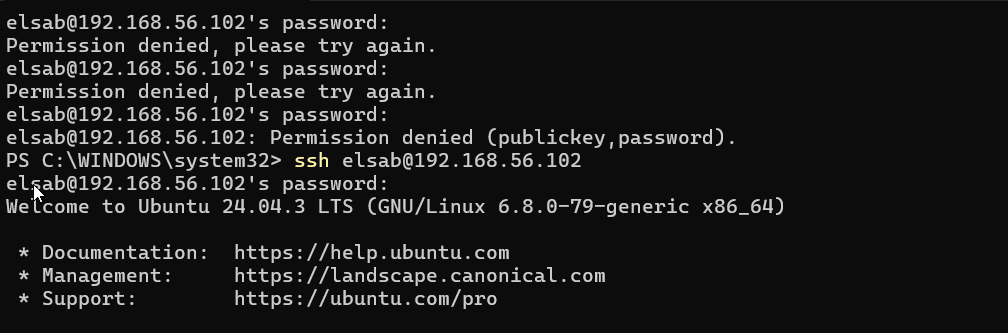 elsab@192.168.56.102's password:
Permission denied, please try again.
elsab@192.168.56.102's password:
Permission denied, please try again.
elsab@192.168.56.102's password:
elsab@192.168.56.102: Permission denied (publickey,password).
PS C:\WINDOWS\system32> ssh elsab@192.168.56.102
elsab@192.168.56.102's password:
Welcome to Ubuntu 24.04.3 LTS (GNU/Linux 6.8.0-79-generic x86_64)

 * Documentation:  https://help.ubuntu.com
 * Management:     https://landscape.canonical.com
 * Support:        https://ubuntu.com/pro